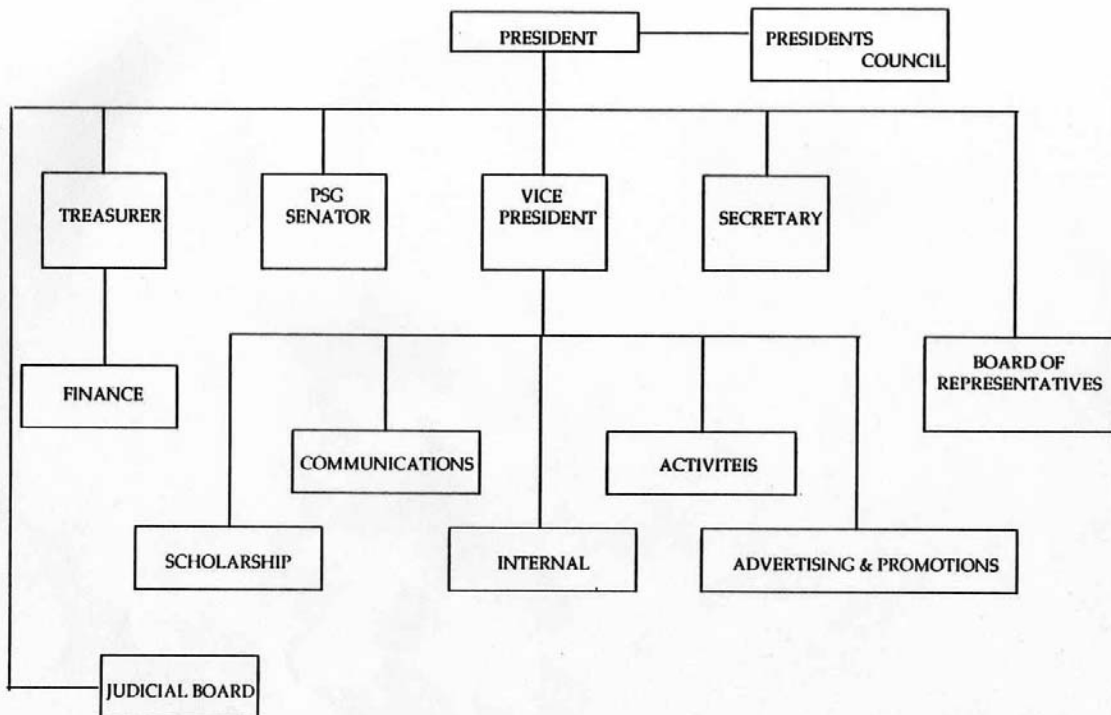 PRESIDENT
PRESIDENTS
COUNCIL
TREASURER
PSG
SENATOR
VICE
PRESIDENT
SECRETARY
FINANCE
BOARD OF
REPRESENTATIVES
COMMUNICATIONS
ACTIVITEIS
SCHOLARSHIP
INTERNAL
ADVERTISING & PROMOTIONS
JUDICIAL BOARD